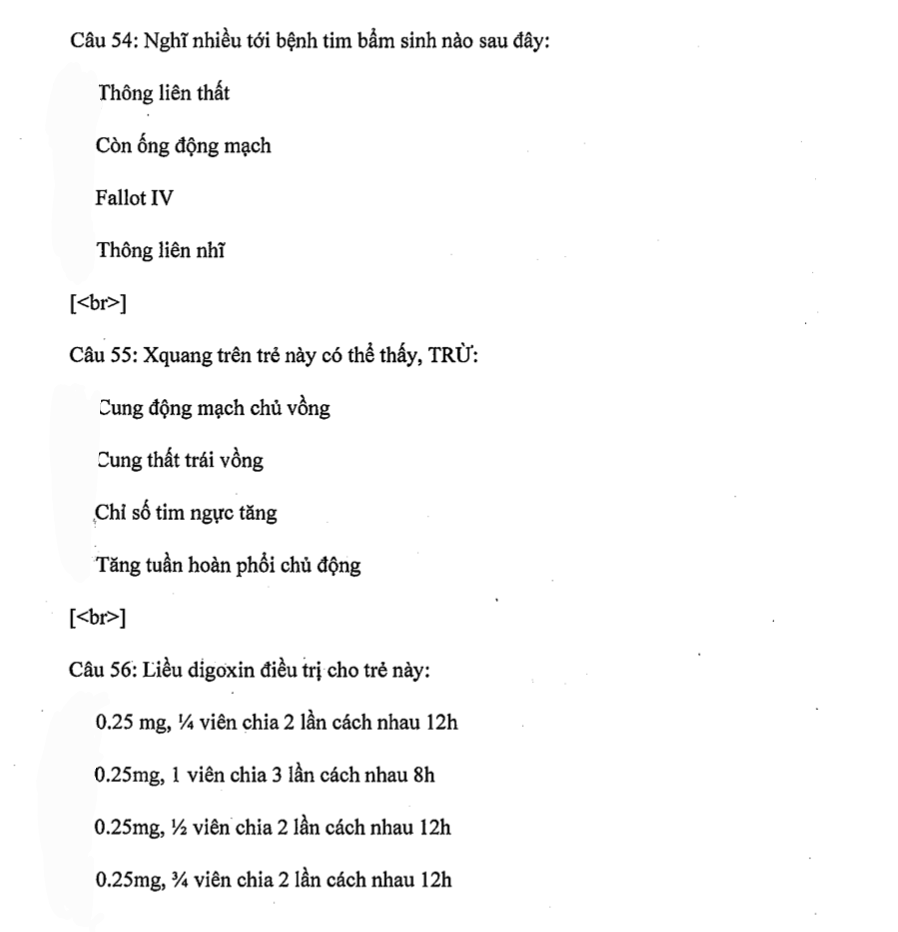 Câu 54: Nghĩ nhiều tới bệnh tim bẩm sinh nào sau đây:
Thông liên thất
Còn ống động mạch
Fallot IV
Thông liên nhĩ
[<br>]
Câu 55: Xquang trên trẻ này có thể thấy, TRỪ:
Cung động mạch chủ vồng
Cung thất trái vồng
Chỉ số tim ngực tăng
Tăng tuần hoàn phổi chủ động
[<br>]
Câu 56: Liều digoxin điều trị cho trẻ này:
0.25 mg, ¼ viên chia 2 lần cách nhau 12h
0.25mg, 1 viên chia 3 lần cách nhau 8h
0.25mg, ½ viên chia 2 lần cách nhau 12h
0.25mg, ¾ viên chia 2 lần cách nhau 12h